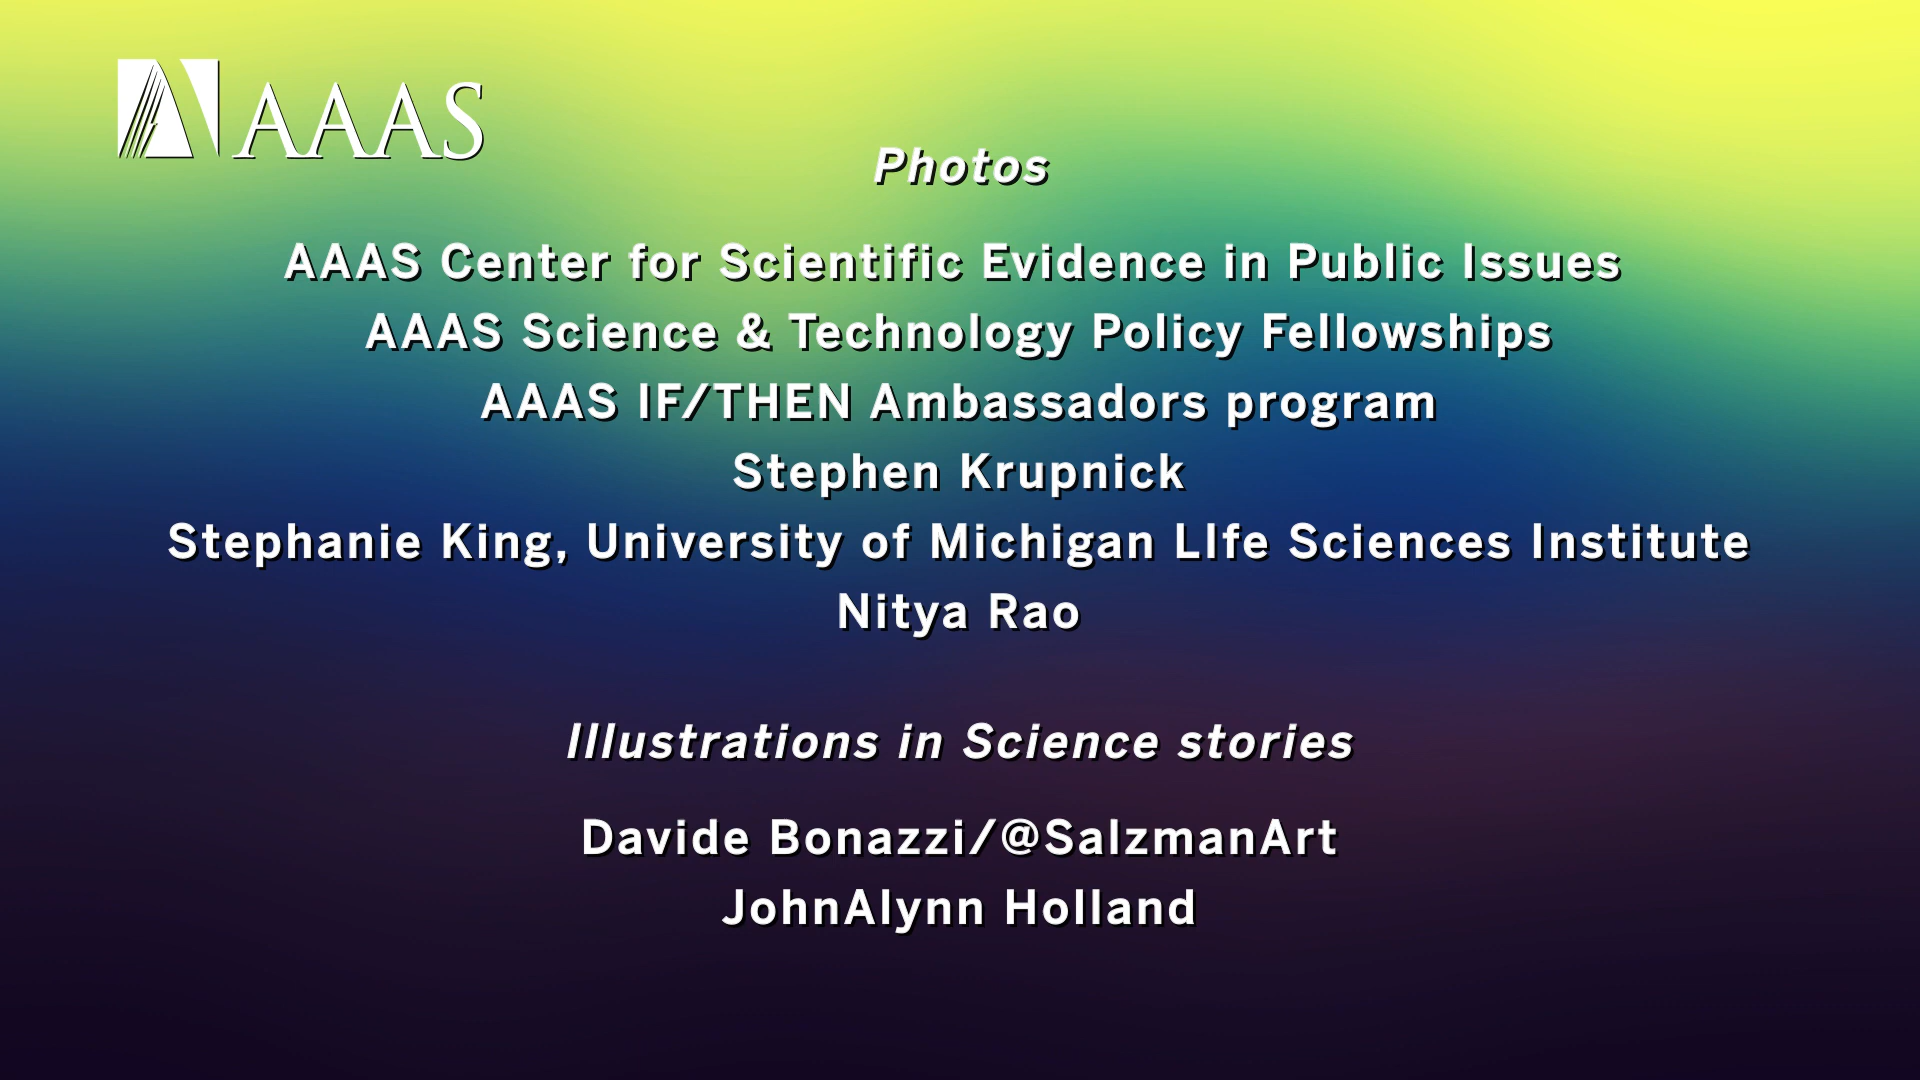 AAAS
Photos
AAAS Center for Scientific Evidence in Public Issues
AAAS Science & Technology Policy Fellowships
AAAS IF/THEN Ambassadors program
Stephen Krupnick
Stephanie King, University of Michigan LIfe Sciences Institute
Nitya Rao
Illustrations in Science stories
Davide Bonazzi/@SalzmanArt
JohnAlynn Holland